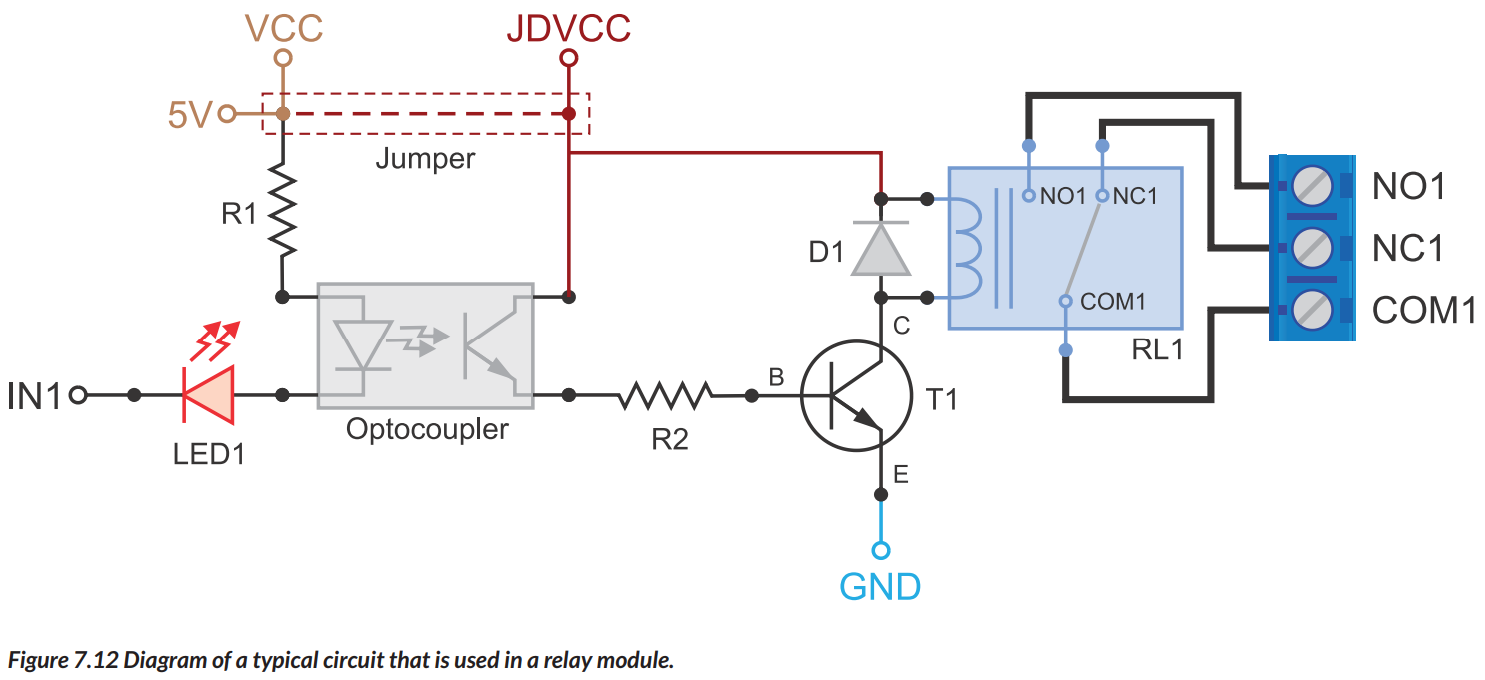 VCC
JDVCC
5V
Jumper
R1
NO1 NC1
NO1
D1
NC1
COM1
COM1
C
RL1
IN1
B
T1
Optocoupler
LED1
R2
E
GND
Figure 7.12 Diagram of a typical circuit that is used in a relay module.